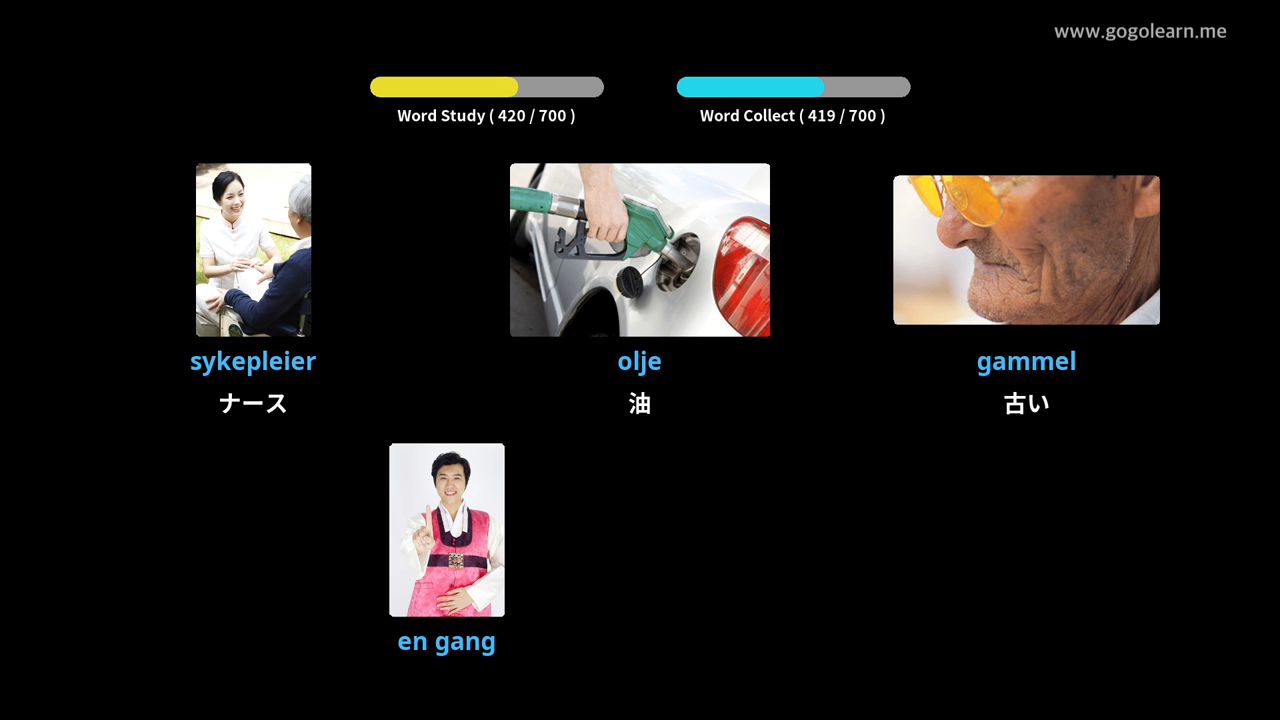 www.gogolearn.me
Word Study ( 420 / 700 )
Word Collect ( 419 / 700 )
sykepleier
ナース
olje
油
gammel
古い
en gang